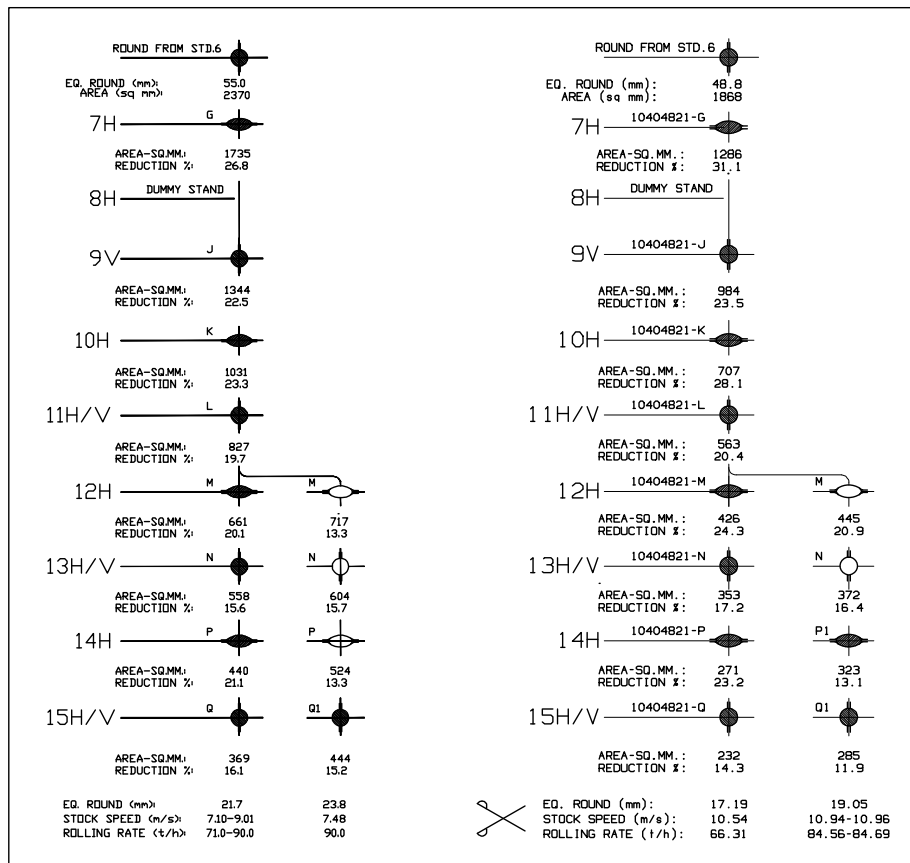 ROUND FROM STD.6
EQ. ROUND (mm): 55.0
AREA (sq mm): 2370
7H G
AREA-SQ.MM.: 1735
REDUCTION %: 26.8
8H DUMMY STAND
9V J
AREA-SQ.MM.: 1344
REDUCTION %: 22.5
10H K
AREA-SQ.MM.: 1031
REDUCTION %: 23.3
11H/V L
AREA-SQ.MM.: 827
REDUCTION %: 19.7
12H M M
AREA-SQ.MM.: 661 717
REDUCTION %: 20.1 13.3
13H/V N N
AREA-SQ.MM.: 558 604
REDUCTION %: 15.6 15.7
14H P P
AREA-SQ.MM.: 440 524
REDUCTION %: 21.1 13.3
15H/V Q Q1
AREA-SQ.MM.: 369 444
REDUCTION %: 16.1 15.2
EQ. ROUND (mm): 21.7 23.8
STOCK SPEED (m/s): 7.10-9.01 7.48
ROLLING RATE (t/h): 71.0-90.0 90.0
ROUND FROM STD.6
EQ. ROUND (mm): 48.8
AREA (sq mm): 1868
7H 10404821-G
AREA-SQ.MM.: 1286
REDUCTION %: 31.1
8H DUMMY STAND
9V 10404821-J
AREA-SQ.MM.: 984
REDUCTION %: 23.5
10H 10404821-K
AREA-SQ.MM.: 707
REDUCTION %: 28.1
11H/V 10404821-L
AREA-SQ.MM.: 563
REDUCTION %: 20.4
12H 10404821-M M
AREA-SQ.MM.: 426 445
REDUCTION %: 24.3 20.9
13H/V 10404821-N N
AREA-SQ.MM.: 353 372
REDUCTION %: 17.2 16.4
14H 10404821-P P1
AREA-SQ.MM.: 271 323
REDUCTION %: 23.2 13.1
15H/V 10404821-Q Q1
AREA-SQ.MM.: 232 285
REDUCTION %: 14.3 11.9
EQ. ROUND (mm): 17.19 19.05
STOCK SPEED (m/s): 10.54 10.94-10.96
ROLLING RATE (t/h): 66.31 84.56-84.69